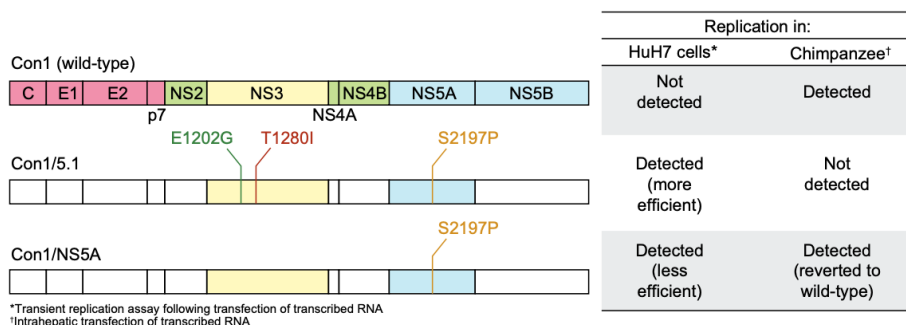 Replication in:
HuH7 cells* Chimpanzee†
Con1 (wild-type)
C E1 E2 NS2 NS3 NS4B NS5A NS5B
p7 NS4A
Not detected
Detected
E1202G T1280I S2197P
Con1/5.1
Detected
(more
efficient)
Not
detected
S2197P
Con1/NS5A
Detected
(less
efficient)
Detected
(reverted to
wild-type)
*Transient replication assay following transfection of transcribed RNA
†Intrahepatic transfection of transcribed RNA